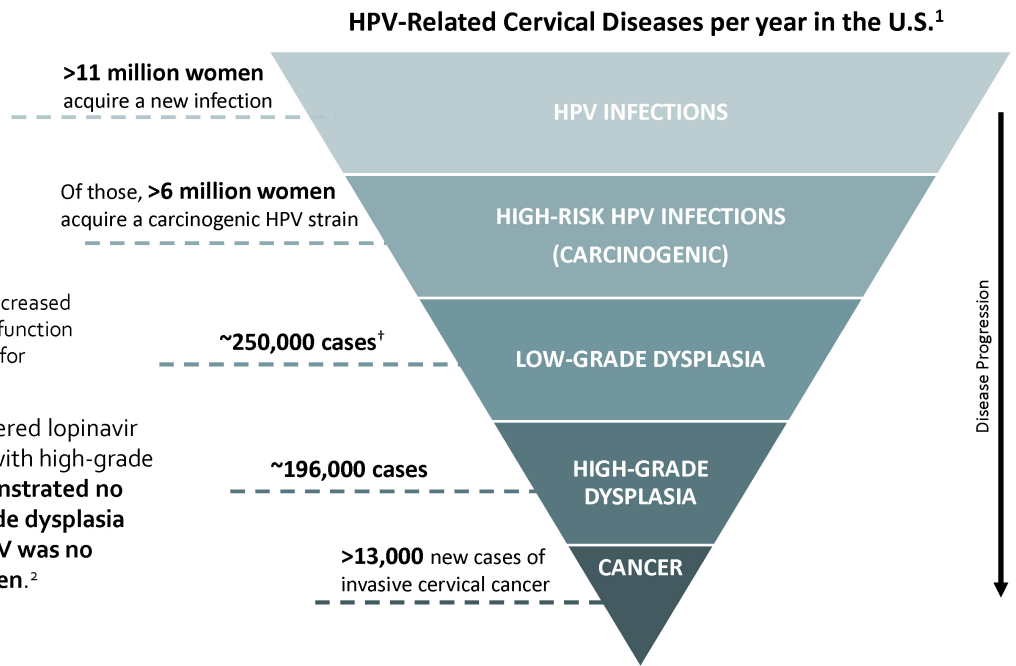 HPV-Related Cervical Diseases per year in the U.S.¹
>11 million women
acquire a new infection
HPV INFECTIONS
Of those, >6 million women
acquire a carcinogenic HPV strain
HIGH-RISK HPV INFECTIONS
(CARCINOGENIC)
creased
function
for
~250,000 cases†
LOW-GRADE DYSPLASIA
Disease Progression
ered lopinavir
with high-grade
nstrated no
de dysplasia
V was no
en.²
~196,000 cases
HIGH-GRADE
DYSPLASIA
>13,000 new cases of
invasive cervical cancer
CANCER